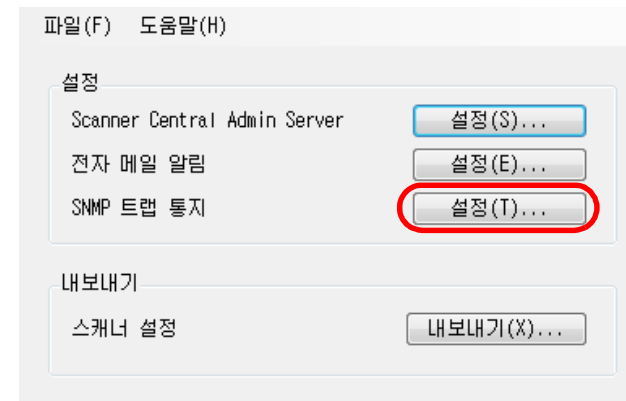 파일(F) 도움말(H)
설정
Scanner Central Admin Server 설정(S)...
전자 메일 알림 설정(E)...
SNMP 트랩 통지 설정(T)...
내보내기
스캐너 설정 내보내기(X)...